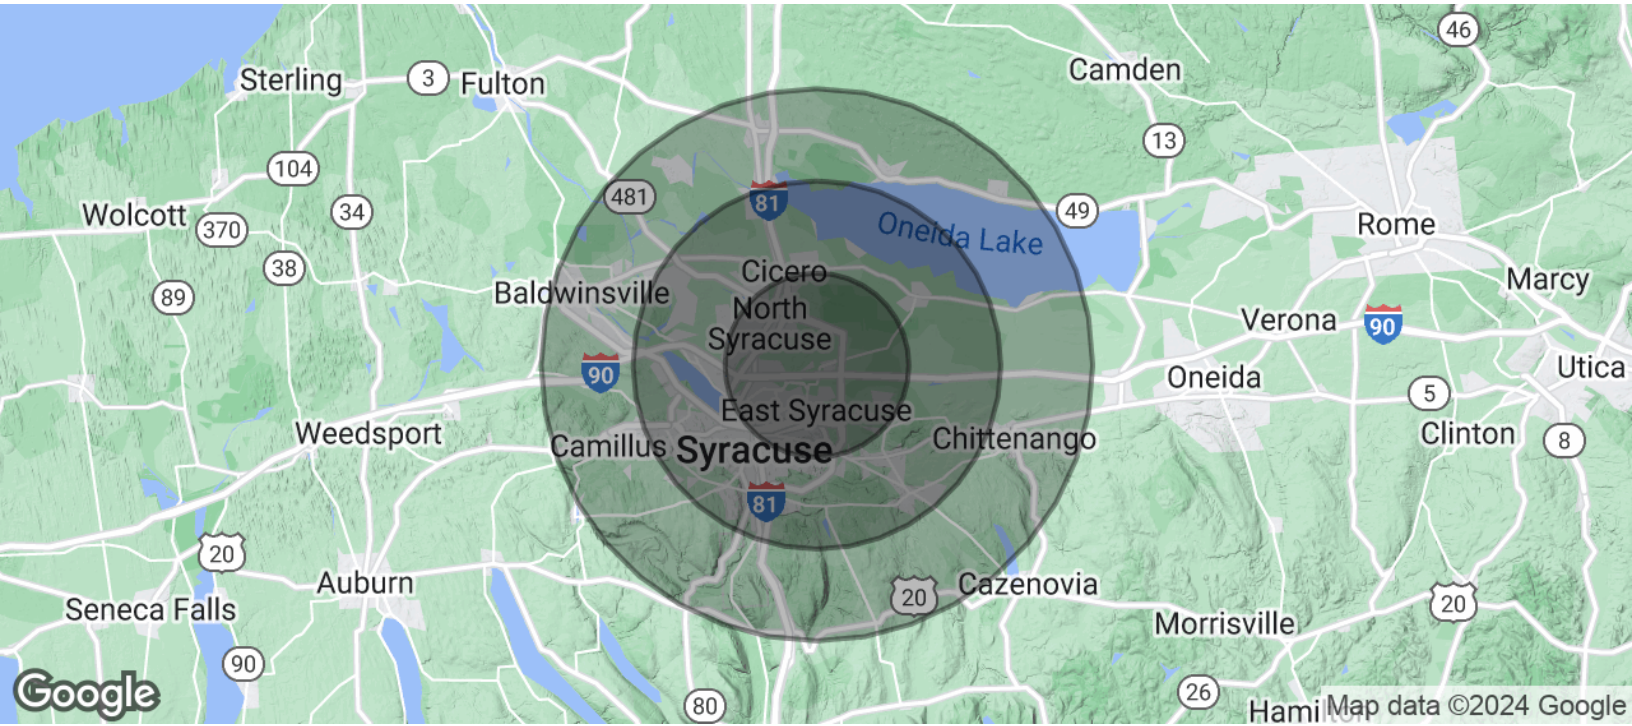 46
Camden
Sterling
3
Fulton
13
104
481
81
Wolcott
34
49
370
Oneida Lake
Rome
38
Cicero
Marcy
89
Baldwinsville
North
Syracuse
Verona
90
90
Utica
Oneida
5
East Syracuse
Weedsport
Camillus
Syracuse
Chittenango
Clinton
8
81
20
Auburn
Cazenovia
20
20
Seneca Falls
Morrisville
90
Google
26
80
Hamilton
Map data ©2024 Google